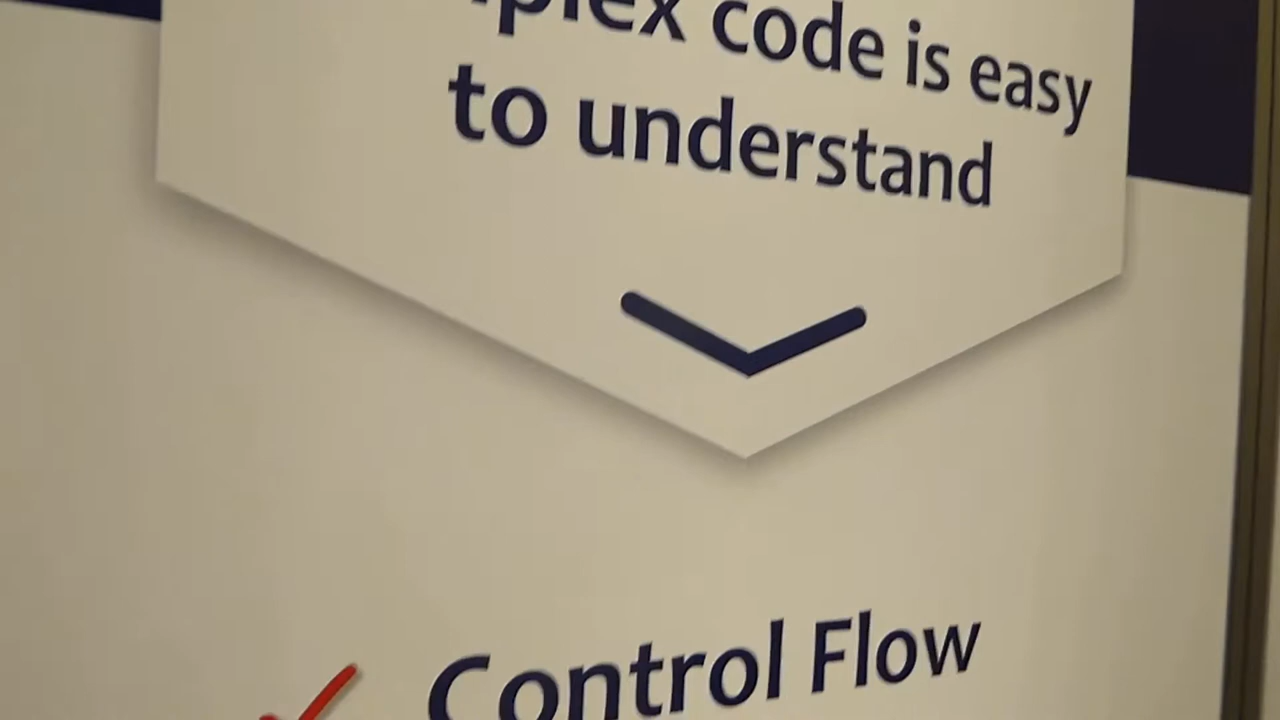 code is easy
to understand
Control Flow